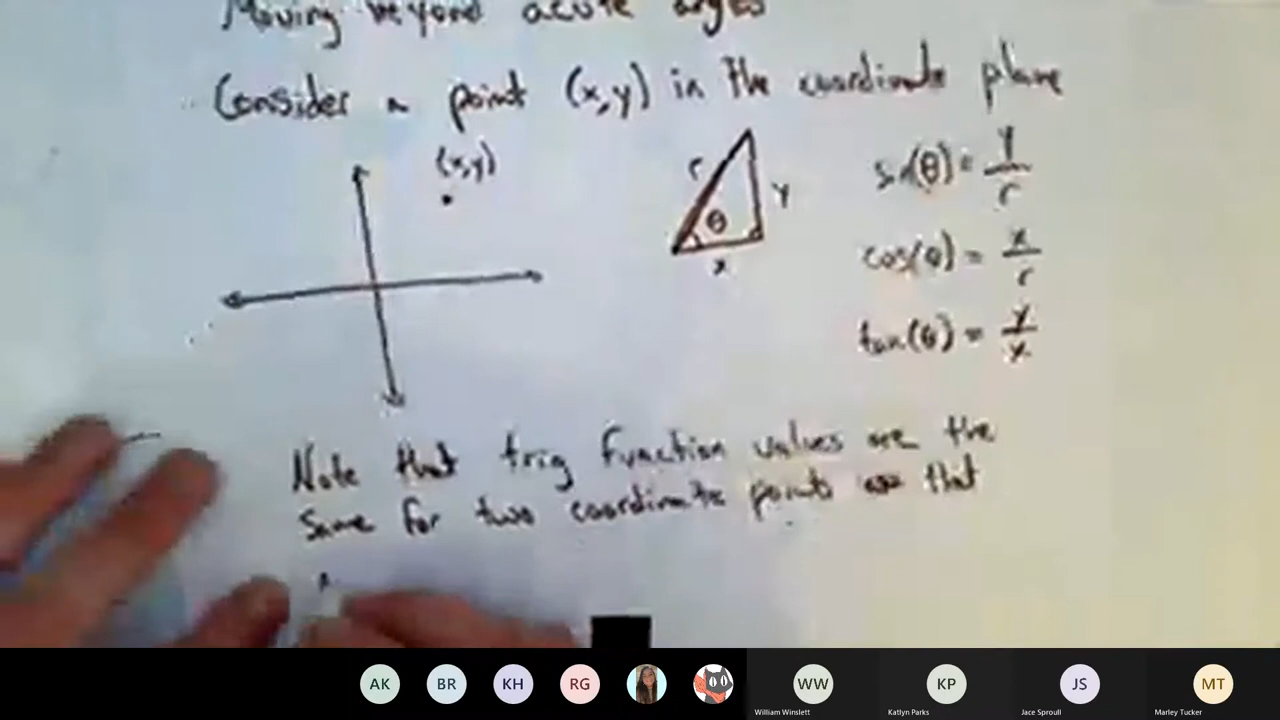 Moving beyond acute angles
Consider a point (x,y) in the coordinate plane
(x,y)
r
θ
y
x
sin(θ) = y/r
cos(θ) = x/r
tan(θ) = y/x
Note that trig function values are the
same for two coordinate points that
AK BR KH RG WW KP JS MT
William Winslett Katlyn Parks Jace Sproull Marley Tucker